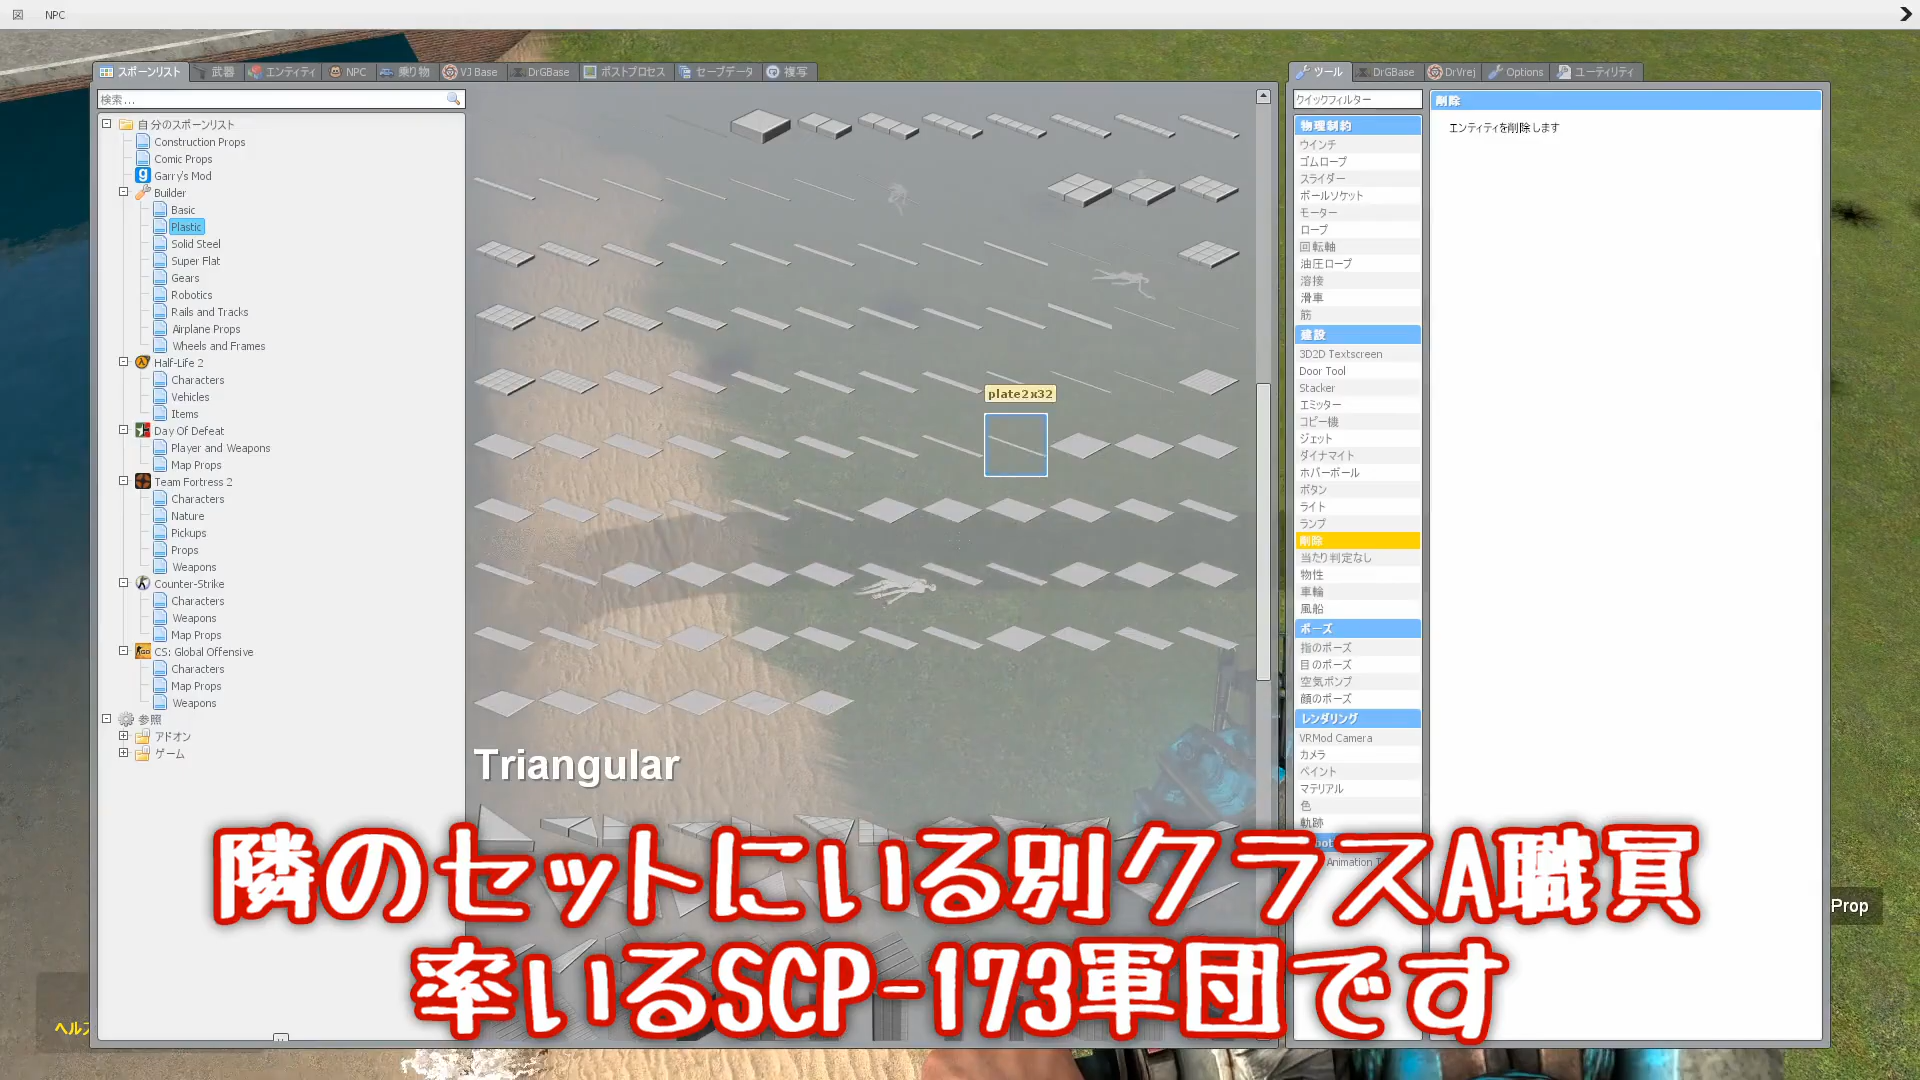 NPC
スポーンリスト
武器
エンティティ
NPC
乗り物
VJ Base
DrGBase
ポストプロセス
セーブデータ
複写
検索...
自分のスポーンリスト
Construction Props
Comic Props
Garry's Mod
Builder
Basic
Plastic
Solid Steel
Super Flat
Gears
Robotics
Rails and Tracks
Airplane Props
Wheels and Frames
Half-Life 2
Characters
Vehicles
Items
Day Of Defeat
Player and Weapons
Map Props
Team Fortress 2
Characters
Nature
Pickups
Props
Weapons
Counter-Strike
Characters
Weapons
Map Props
CS: Global Offensive
Characters
Map Props
Weapons
参照
アドオン
ゲーム
plate2x32
Triangular
ツール
DrGBase
DrVrej
Options
ユーティリティ
クイックフィルター
物理制約
ウインチ
ゴムロープ
スライダー
ボールソケット
モーター
ロープ
回転軸
油圧ロープ
溶接
滑車
筋
建設
3D2D Textscreen
Door Tool
Stacker
エミッター
コピー機
ジェット
ダイナマイト
ホバーボール
ボタン
ライト
ランプ
削除
当たり判定なし
物性
車輪
風船
ポーズ
指のポーズ
目のポーズ
空気ポンプ
顔のポーズ
レンダリング
VRMod Camera
カメラ
ペイント
マテリアル
色
軌跡
Animation
削除
エンティティを削除します
Prop
隣のセットにいる別クラスA職員
率いるSCP-173軍団です